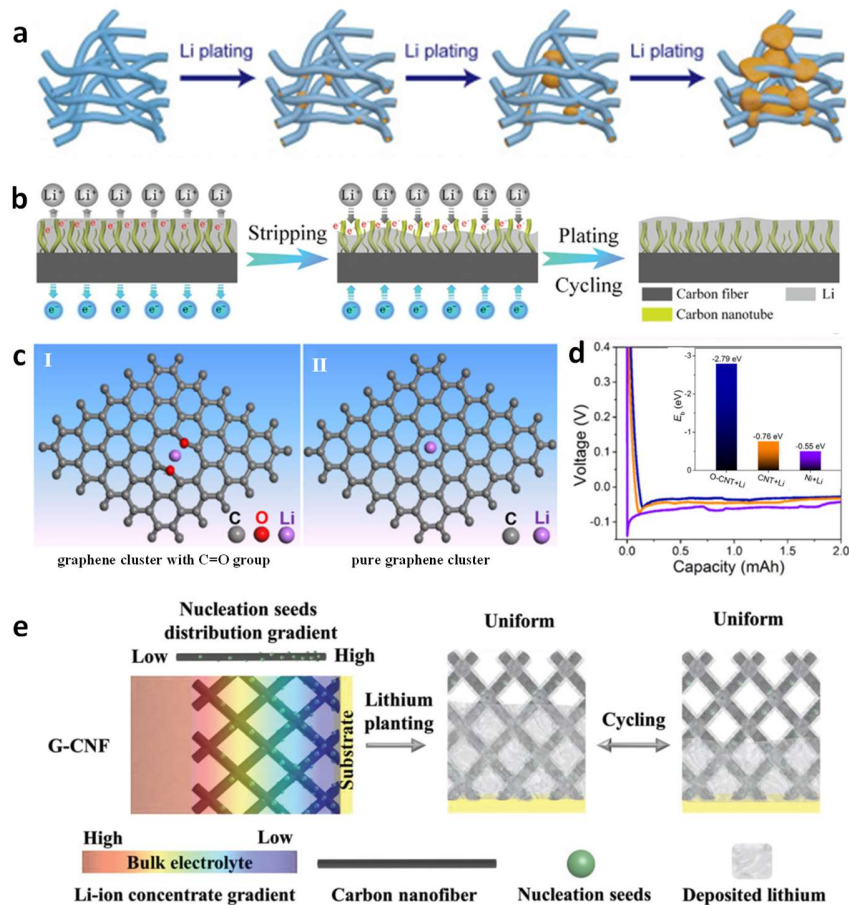 a
Li plating
Li plating
Li plating
b
Li⁺ Li⁺ Li⁺ Li⁺ Li⁺ Li⁺
Li⁺ Li⁺ Li⁺ Li⁺ Li⁺ Li⁺
e⁻ e⁻ e⁻ e⁻ e⁻ e⁻
Stripping
Plating
Cycling
e⁻ e⁻ e⁻ e⁻ e⁻ e⁻
e⁻ e⁻ e⁻ e⁻ e⁻ e⁻
Carbon fiber
Li
Carbon nanotube
c
I
C O Li
graphene cluster with C=O group
II
C Li
pure graphene cluster
d
Voltage (V)
0.4
0.3
0.2
0.1
0.0
-0.1
0.0 0.5 1.0 1.5 2.0
Capacity (mAh)
E_b (eV)
-3
-2
-1
0
-2.79 eV
-0.76 eV
-0.55 eV
O-CNT+Li
CNT+Li
Ni+Li
e
Nucleation seeds
distribution gradient
Low
High
G-CNF
Substrate
Lithium
planting
Uniform
Cycling
Uniform
High
Low
Bulk electrolyte
Li-ion concentrate gradient
Carbon nanofiber
Nucleation seeds
Deposited lithium